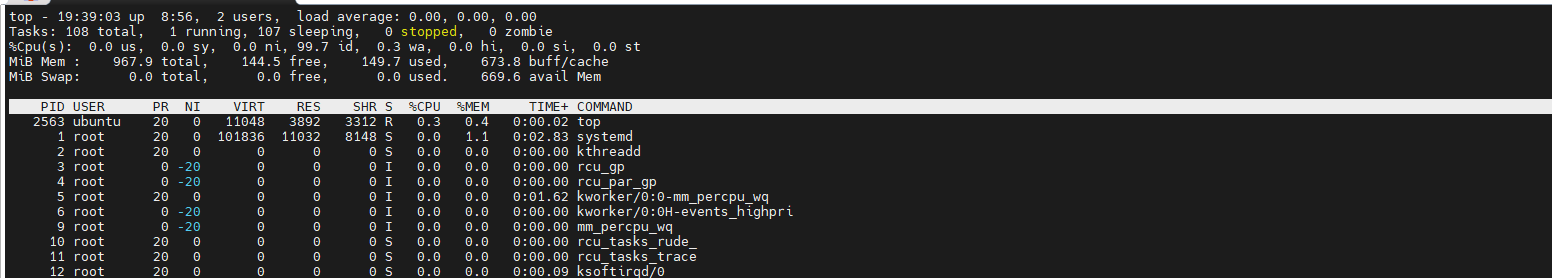 top - 19:39:03 up  8:56,  2 users,  load average: 0.00, 0.00, 0.00
Tasks: 108 total,   1 running, 107 sleeping,   0 stopped,   0 zombie
%Cpu(s):  0.0 us,  0.0 sy,  0.0 ni, 99.7 id,  0.3 wa,  0.0 hi,  0.0 si,  0.0 st
MiB Mem :    967.9 total,    144.5 free,    149.7 used,    673.8 buff/cache
MiB Swap:      0.0 total,      0.0 free,      0.0 used.    669.6 avail Mem
PID USER      PR  NI    VIRT    RES    SHR S  %CPU  %MEM     TIME+ COMMAND
2563 ubuntu    20   0   11048   3892   3312 R   0.3   0.4   0:00.02 top
1 root      20   0  101836  11032   8148 S   0.0   1.1   0:02.83 systemd
2 root      20   0       0      0      0 S   0.0   0.0   0:00.00 kthreadd
3 root       0 -20       0      0      0 I   0.0   0.0   0:00.00 rcu_gp
4 root       0 -20       0      0      0 I   0.0   0.0   0:00.00 rcu_par_gp
5 root      20   0       0      0      0 I   0.0   0.0   0:01.62 kworker/0:0-mm_percpu_wq
6 root       0 -20       0      0      0 I   0.0   0.0   0:00.00 kworker/0:0H-events_highpri
9 root       0 -20       0      0      0 I   0.0   0.0   0:00.00 mm_percpu_wq
10 root      20   0       0      0      0 S   0.0   0.0   0:00.00 rcu_tasks_rude_
11 root      20   0       0      0      0 S   0.0   0.0   0:00.00 rcu_tasks_trace
12 root      20   0       0      0      0 S   0.0   0.0   0:00.09 ksoftirqd/0